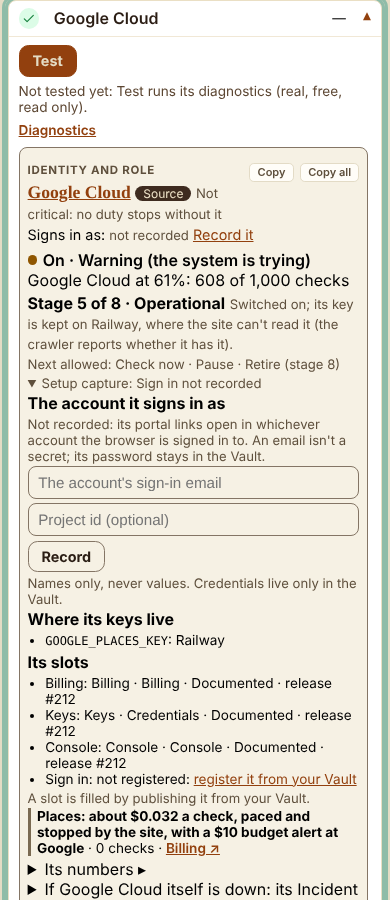 Google Cloud
Test
Not tested yet: Test runs its diagnostics (real, free,
read only).
Diagnostics
IDENTITY AND ROLE
Copy
Copy all
Google Cloud Source Not
critical: no duty stops without it
Signs in as: not recorded Record it
On · Warning (the system is trying)
Google Cloud at 61%: 608 of 1,000 checks
Stage 5 of 8 · Operational Switched on; its key
is kept on Railway, where the site can't read it (the
crawler reports whether it has it).
Next allowed: Check now · Pause · Retire (stage 8)
▼ Setup capture: Sign in not recorded
The account it signs in as
Not recorded: its portal links open in whichever
account the browser is signed in to. An email isn't a
secret; its password stays in the Vault.
The account's sign-in email
Project id (optional)
Record
Names only, never values. Credentials live only in the
Vault.
Where its keys live
• GOOGLE_PLACES_KEY: Railway
Its slots
• Billing: Billing · Billing · Documented · release
#212
• Keys: Keys · Credentials · Documented · release
#212
• Console: Console · Console · Documented ·
release #212
• Sign in: not registered: register it from your Vault
A slot is filled by publishing it from your Vault.
Places: about $0.032 a check, paced and
stopped by the site, with a $10 budget alert at
Google · 0 checks · Billing ↗
▶ Its numbers ▸
▶ If Google Cloud itself is down: its Incident